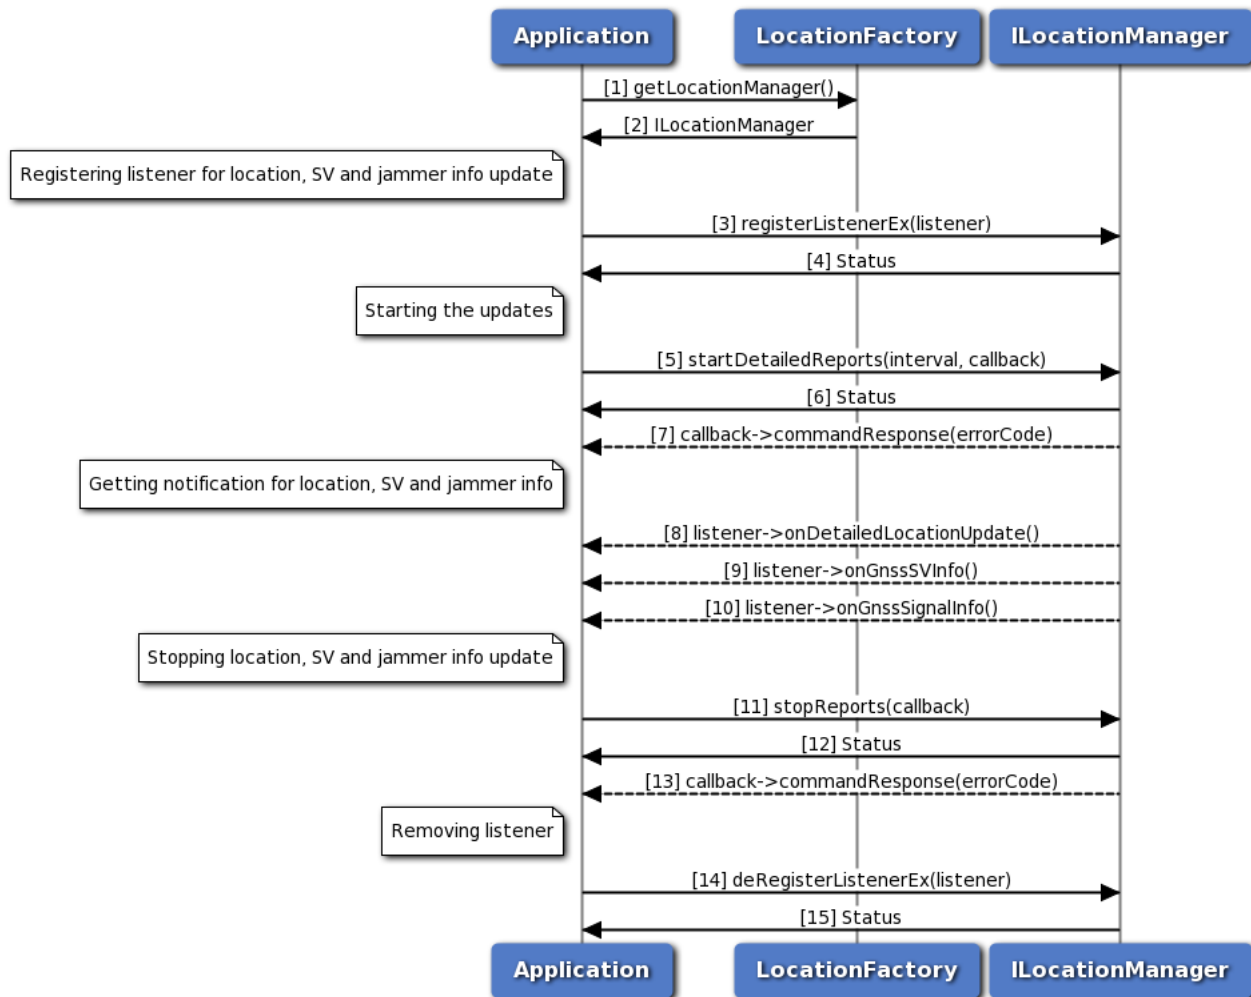 Application LocationFactory ILocationManager
[1] getLocationManager()
[2] ILocationManager
Registering listener for location, SV and jammer info update
[3] registerListenerEx(listener)
[4] Status
Starting the updates
[5] startDetailedReports(interval, callback)
[6] Status
[7] callback->commandResponse(errorCode)
Getting notification for location, SV and jammer info
[8] listener->onDetailedLocationUpdate()
[9] listener->onGnssSVInfo()
[10] listener->onGnssSignalInfo()
Stopping location, SV and jammer info update
[11] stopReports(callback)
[12] Status
[13] callback->commandResponse(errorCode)
Removing listener
[14] deRegisterListenerEx(listener)
[15] Status
Application LocationFactory ILocationManager